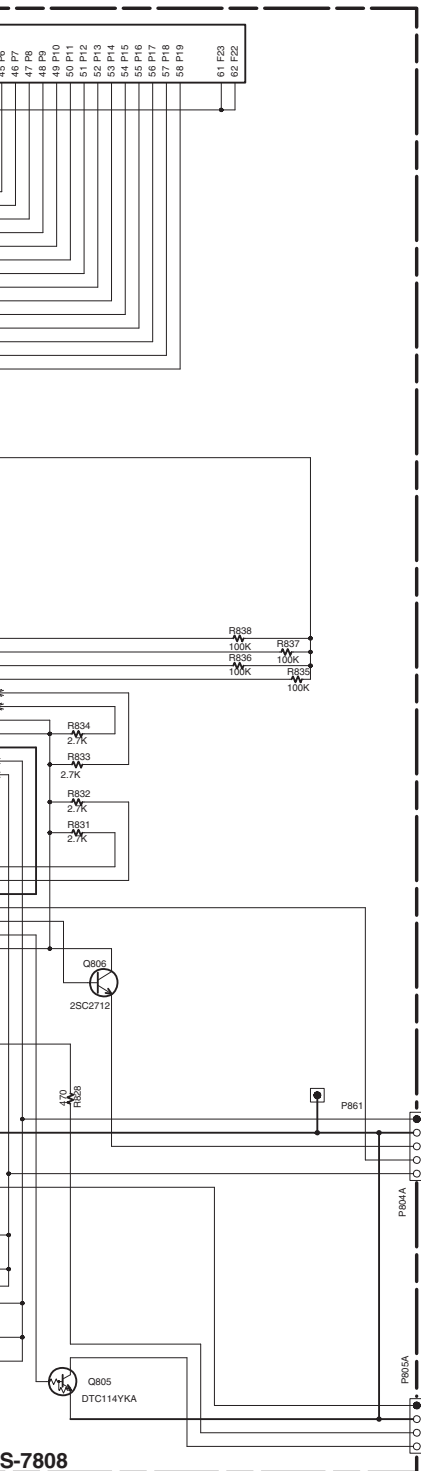 45 P6
46 P7
47 P8
48 P9
49 P10
50 P11
51 P12
52 P13
53 P14
54 P15
55 P16
56 P17
57 P18
58 P19
61 F23
62 F22
R838
100K
R837
100K
R836
100K
R835
100K
R834
2.7K
R833
2.7K
R832
2.7K
R831
2.7K
Q806
2SC2712
470
R828
P861
P804A
P805A
Q805
DTC114YKA
S-7808